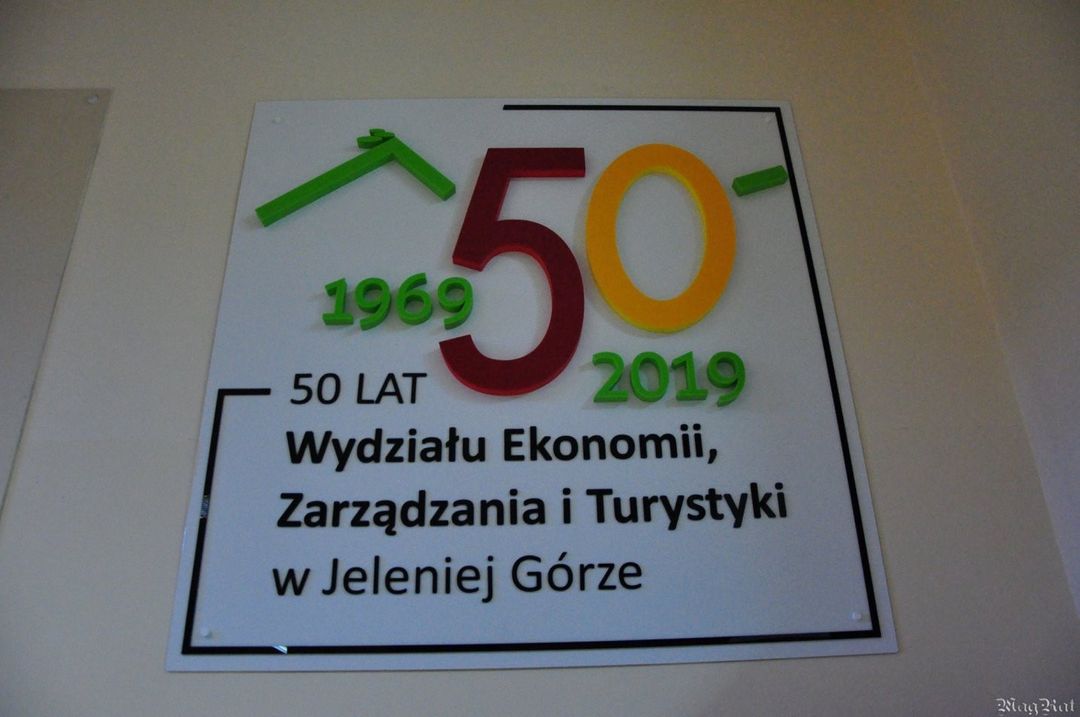 50
1969
2019
50 LAT
Wydziału Ekonomii,
Zarządzania i Turystyki
w Jeleniej Górze
MagRat